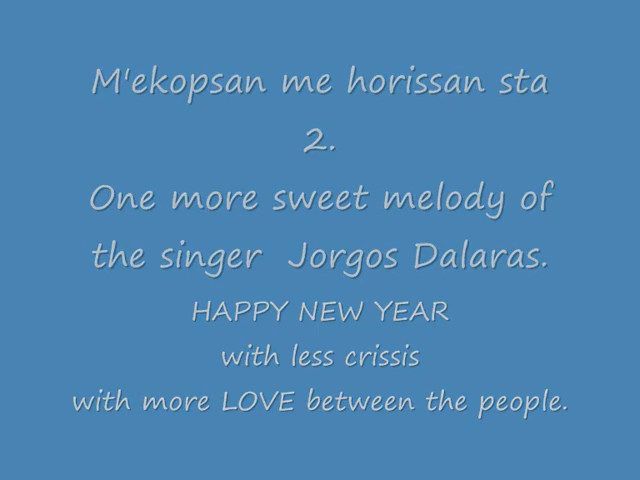 M'ekopsan me horissan sta
2.
One more sweet melody of
the singer  Jorgos Dalaras.
HAPPY NEW YEAR
with less crissis
with more LOVE between the people.